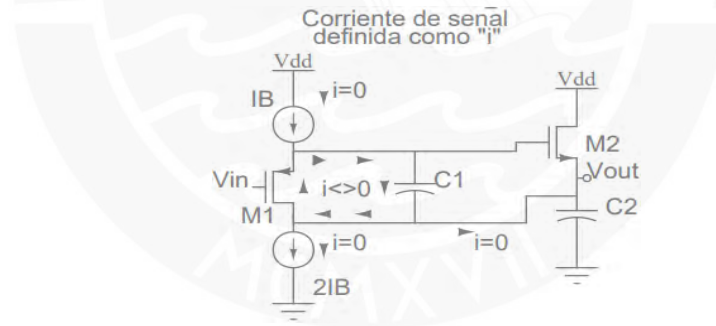 Corriente de señal
definida como "i"
Vdd
Vdd
IB
i=0
M2
Vin
i<>0
C1
Vout
M1
C2
i=0
i=0
2IB
MCMXVII